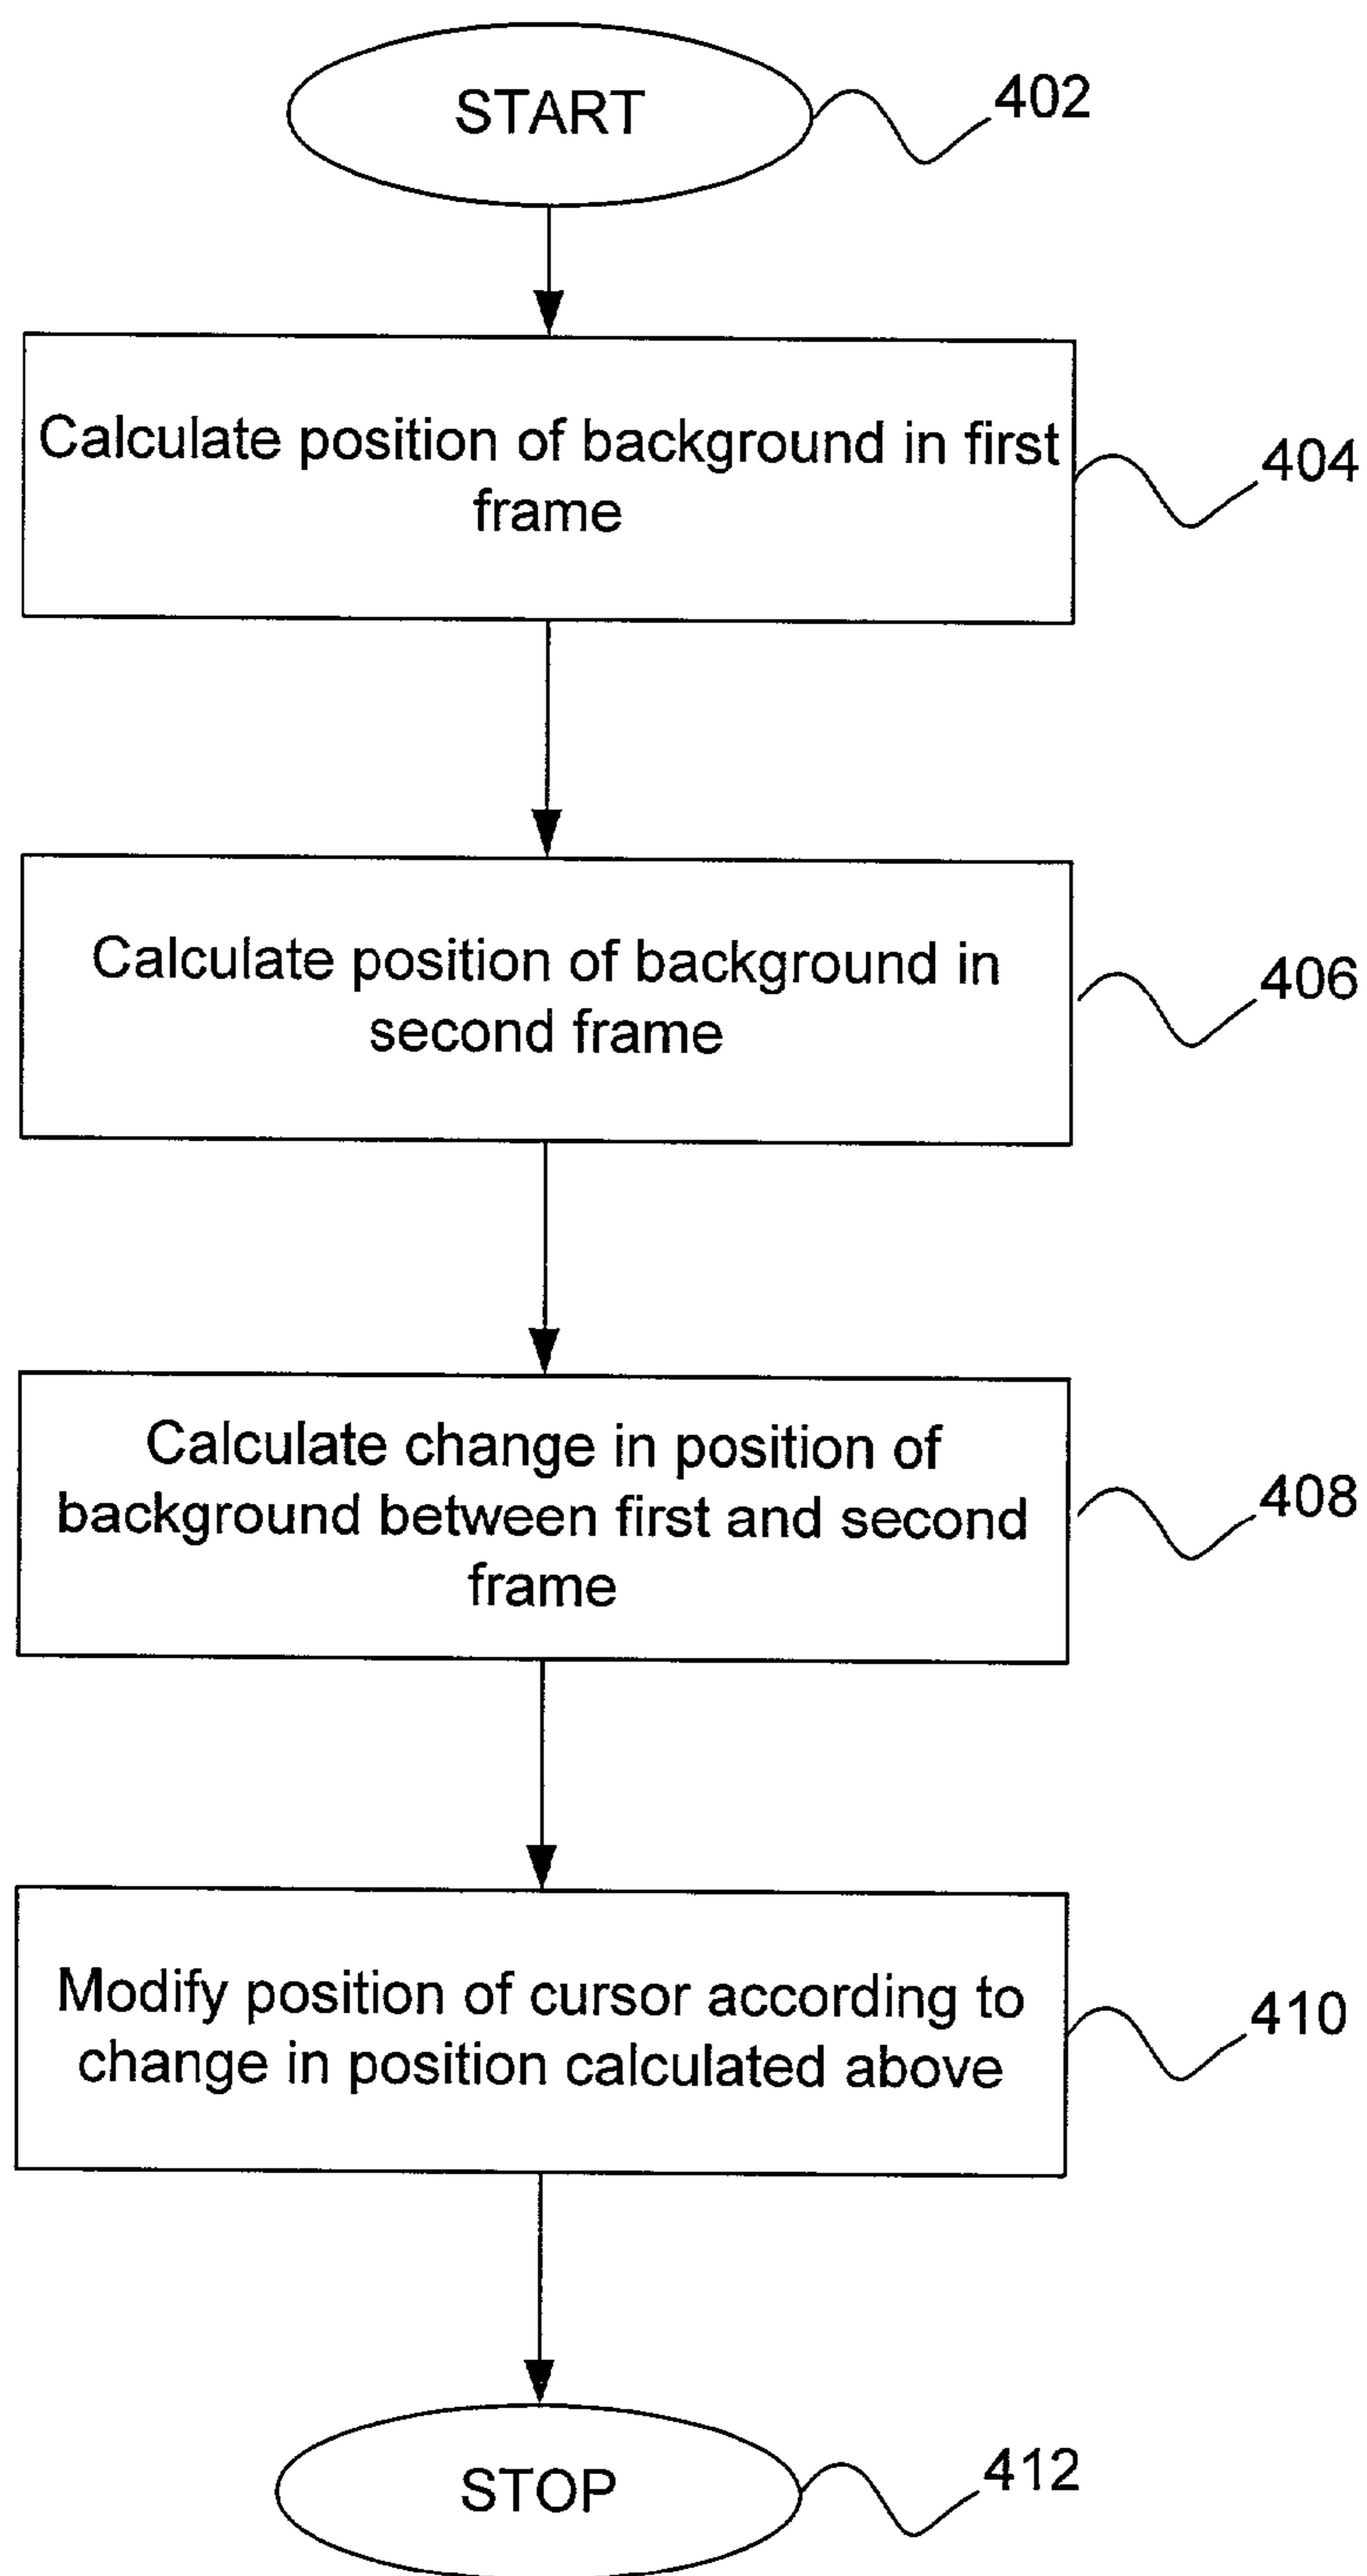 START
402
Calculate position of background in first
frame
404
Calculate position of background in
second frame
406
Calculate change in position of
background between first and second
frame
408
Modify position of cursor according to
change in position calculated above
410
STOP
412